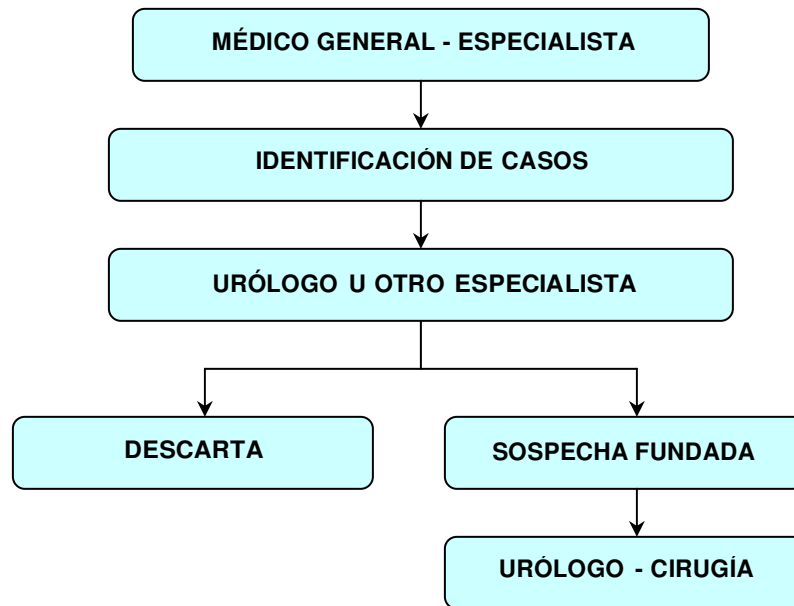 MÉDICO GENERAL - ESPECIALISTA
IDENTIFICACIÓN DE CASOS
URÓLOGO U OTRO ESPECIALISTA
DESCARTA
SOSPECHA FUNDADA
URÓLOGO - CIRUGÍA